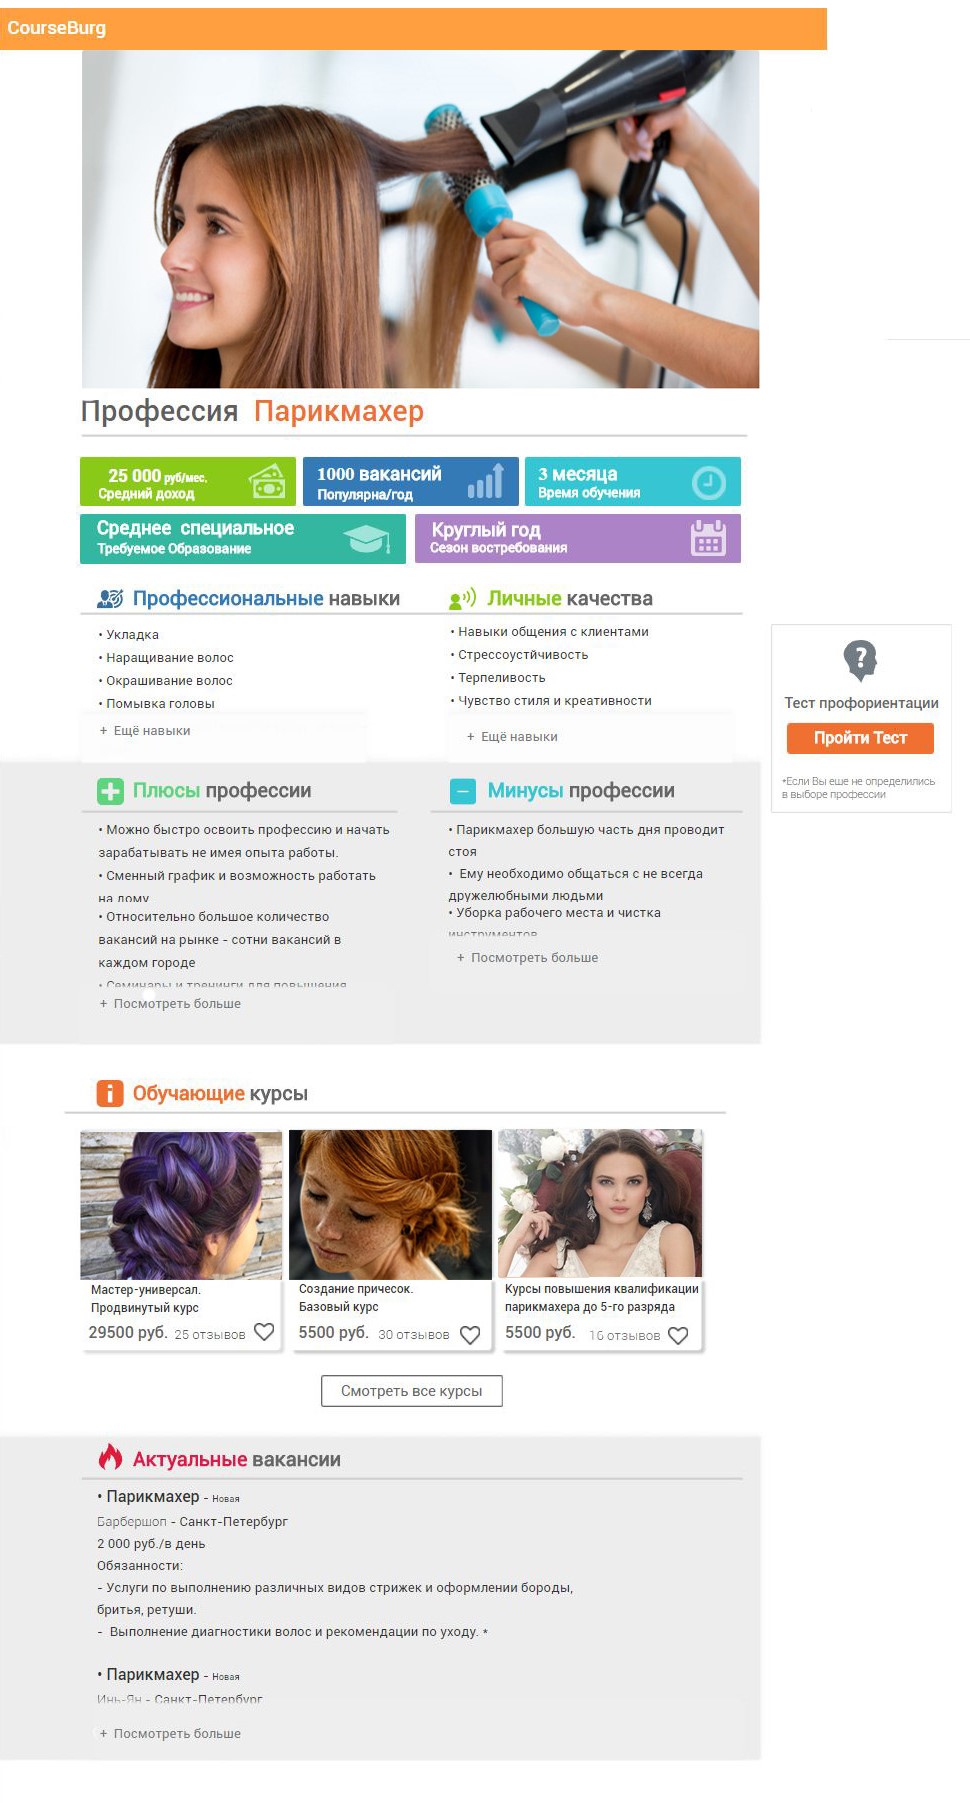 CourseBurg
Профессия Парикмахер
25 000 руб/мес.
Средний доход
1000 вакансий
Популярна/год
3 месяца
Время обучения
Среднее специальное
Требуемое Образование
Круглый год
Сезон востребования
Профессиональные навыки
• Укладка
• Наращивание волос
• Окрашивание волос
• Помывка головы
+ Ещё навыки
Личные качества
• Навыки общения с клиентами
• Стрессоустйчивость
• Терпеливость
• Чувство стиля и креативности
+ Ещё навыки
Тест профориентации
Пройти Тест
*Если Вы еше не определились
в выборе профессии
Плюсы профессии
• Можно быстро освоить профессию и начать
зарабатывать не имея опыта работы.
• Сменный график и возможность работать
на дому
• Относительно большое количество
вакансий на рынке - сотни вакансий в
каждом городе
• Семинары и тренинги для повышения
+ Посмотреть больше
Минусы профессии
• Парикмахер большую часть дня проводит
стоя
• Ему необходимо общаться с не всегда
дружелюбными людьми
• Уборка рабочего места и чистка
инструментов
+ Посмотреть больше
Обучающие курсы
Мастер-универсал.
Продвинутый курс
29500 руб. 25 отзывов
Создание причесок.
Базовый курс
5500 руб. 30 отзывов
Курсы повышения квалификации
парикмахера до 5-го разряда
5500 руб. 16 отзывов
Смотреть все курсы
Актуальные вакансии
• Парикмахер - Новая
Барбершоп - Санкт-Петербург
2 000 руб./в день
Обязанности:
- Услуги по выполнению различных видов стрижек и оформлении бороды,
бритья, ретуши.
- Выполнение диагностики волос и рекомендации по уходу. *
• Парикмахер - Новая
Инь-Ян - Санкт-Петербург
+ Посмотреть больше